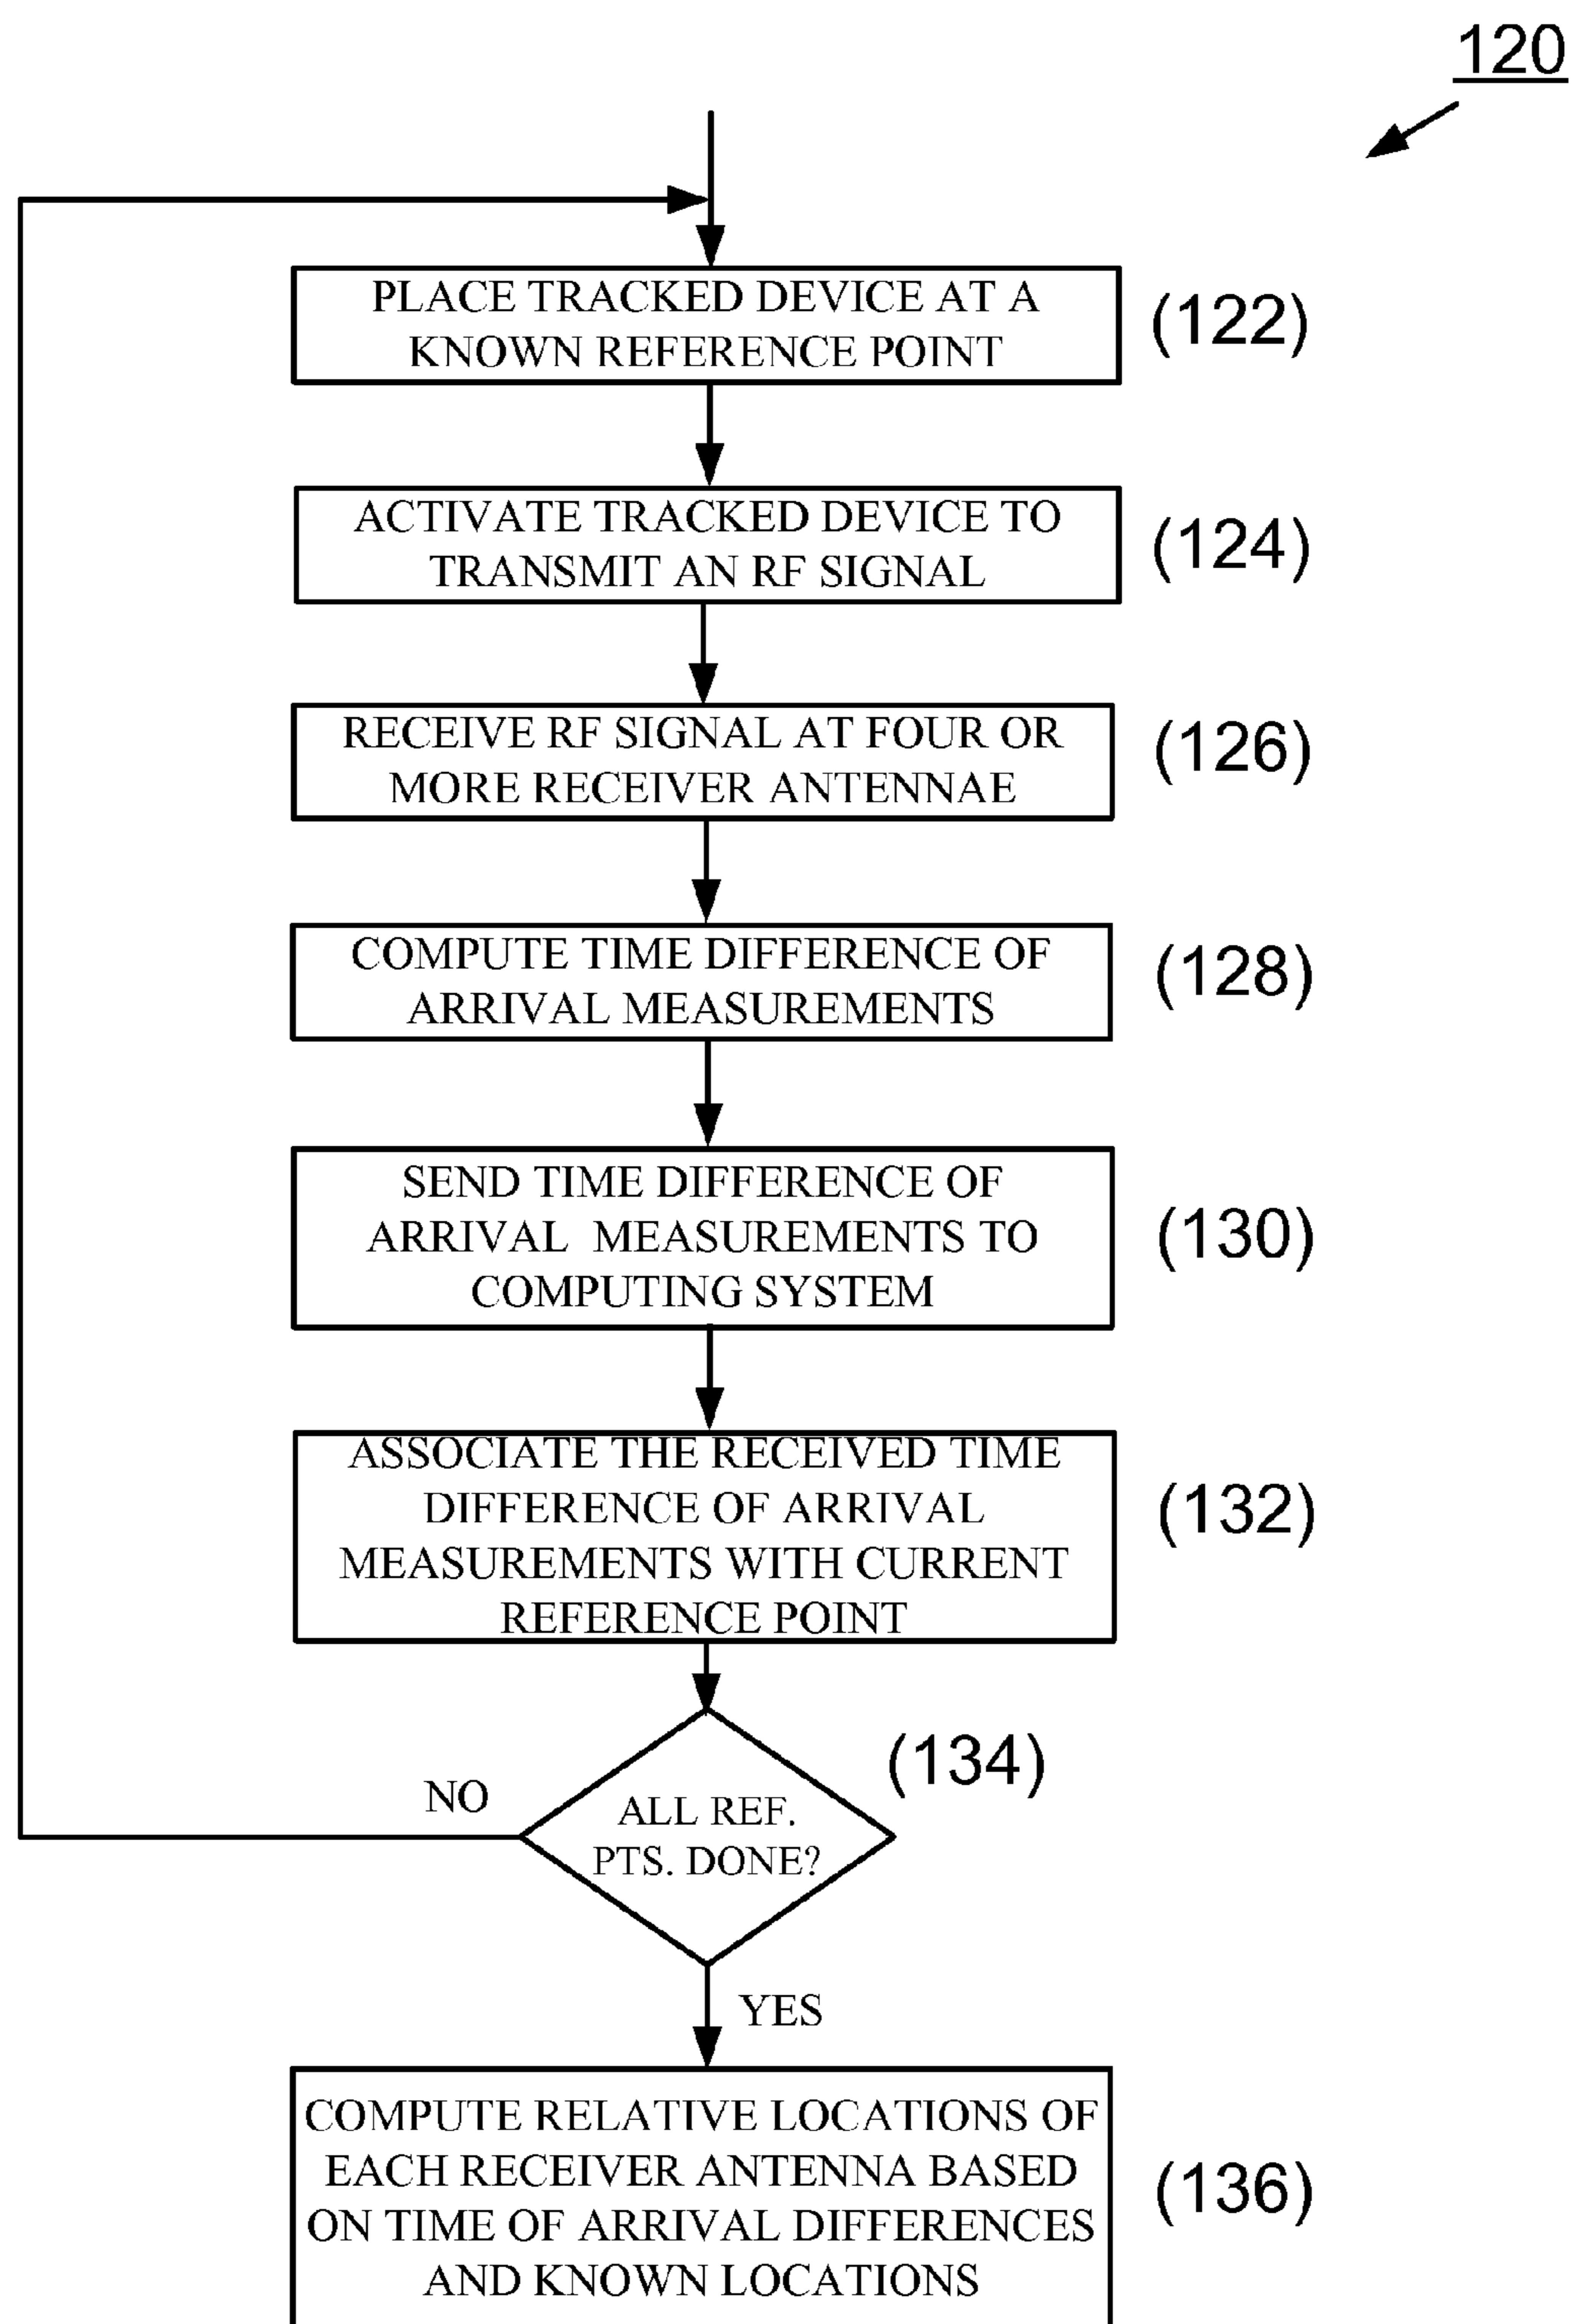 120
PLACE TRACKED DEVICE AT A
KNOWN REFERENCE POINT
(122)
ACTIVATE TRACKED DEVICE TO
TRANSMIT AN RF SIGNAL
(124)
RECEIVE RF SIGNAL AT FOUR OR
MORE RECEIVER ANTENNAE
(126)
COMPUTE TIME DIFFERENCE OF
ARRIVAL MEASUREMENTS
(128)
SEND TIME DIFFERENCE OF
ARRIVAL MEASUREMENTS TO
COMPUTING SYSTEM
(130)
ASSOCIATE THE RECEIVED TIME
DIFFERENCE OF ARRIVAL
MEASUREMENTS WITH CURRENT
REFERENCE POINT
(132)
(134)
NO
ALL REF.
PTS. DONE?
YES
COMPUTE RELATIVE LOCATIONS OF
EACH RECEIVER ANTENNA BASED
ON TIME OF ARRIVAL DIFFERENCES
AND KNOWN LOCATIONS
(136)